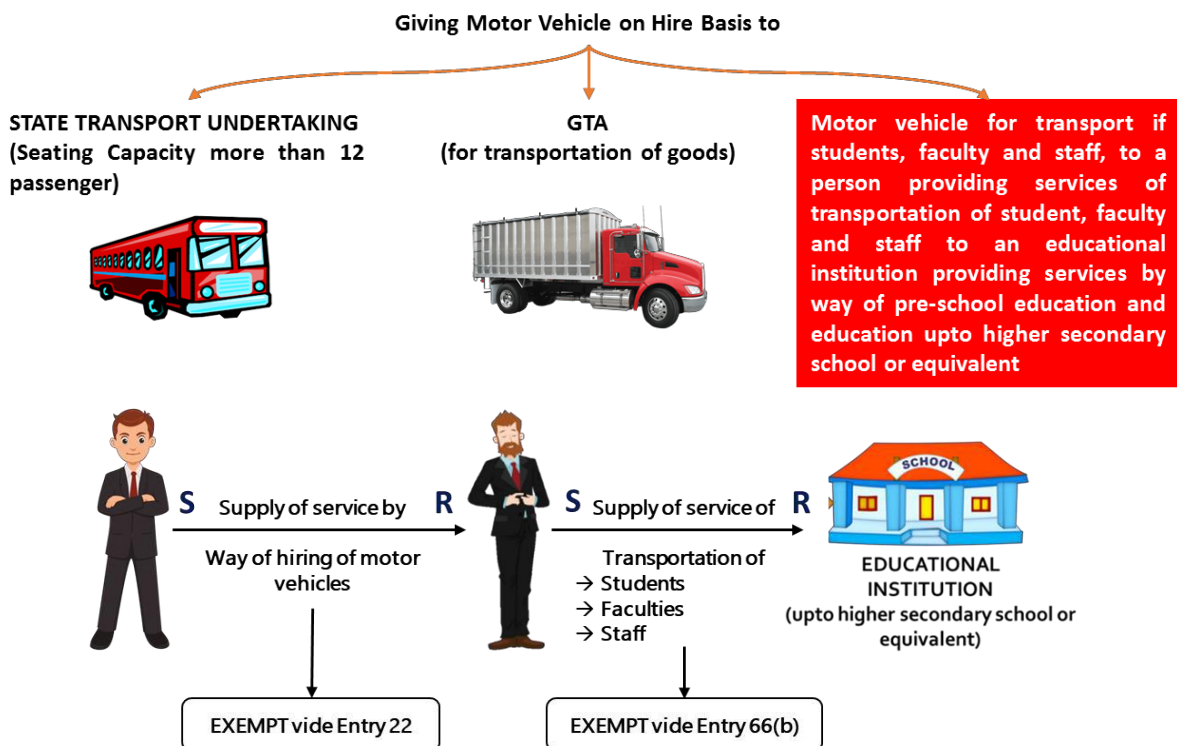 Giving Motor Vehicle on Hire Basis to
STATE TRANSPORT UNDERTAKING
(Seating Capacity more than 12
passenger)
GTA
(for transportation of goods)
Motor vehicle for transport if
students, faculty and staff, to a
person providing services of
transportation of student, faculty
and staff to an educational
institution providing services by
way of pre-school education and
education upto higher secondary
school or equivalent
S
Supply of service by
R
Way of hiring of motor
vehicles
S
Supply of service of
R
Transportation of
→ Students
→ Faculties
→ Staff
SCHOOL
EDUCATIONAL
INSTITUTION
(upto higher secondary school or
equivalent)
EXEMPT vide Entry 22
EXEMPT vide Entry 66(b)